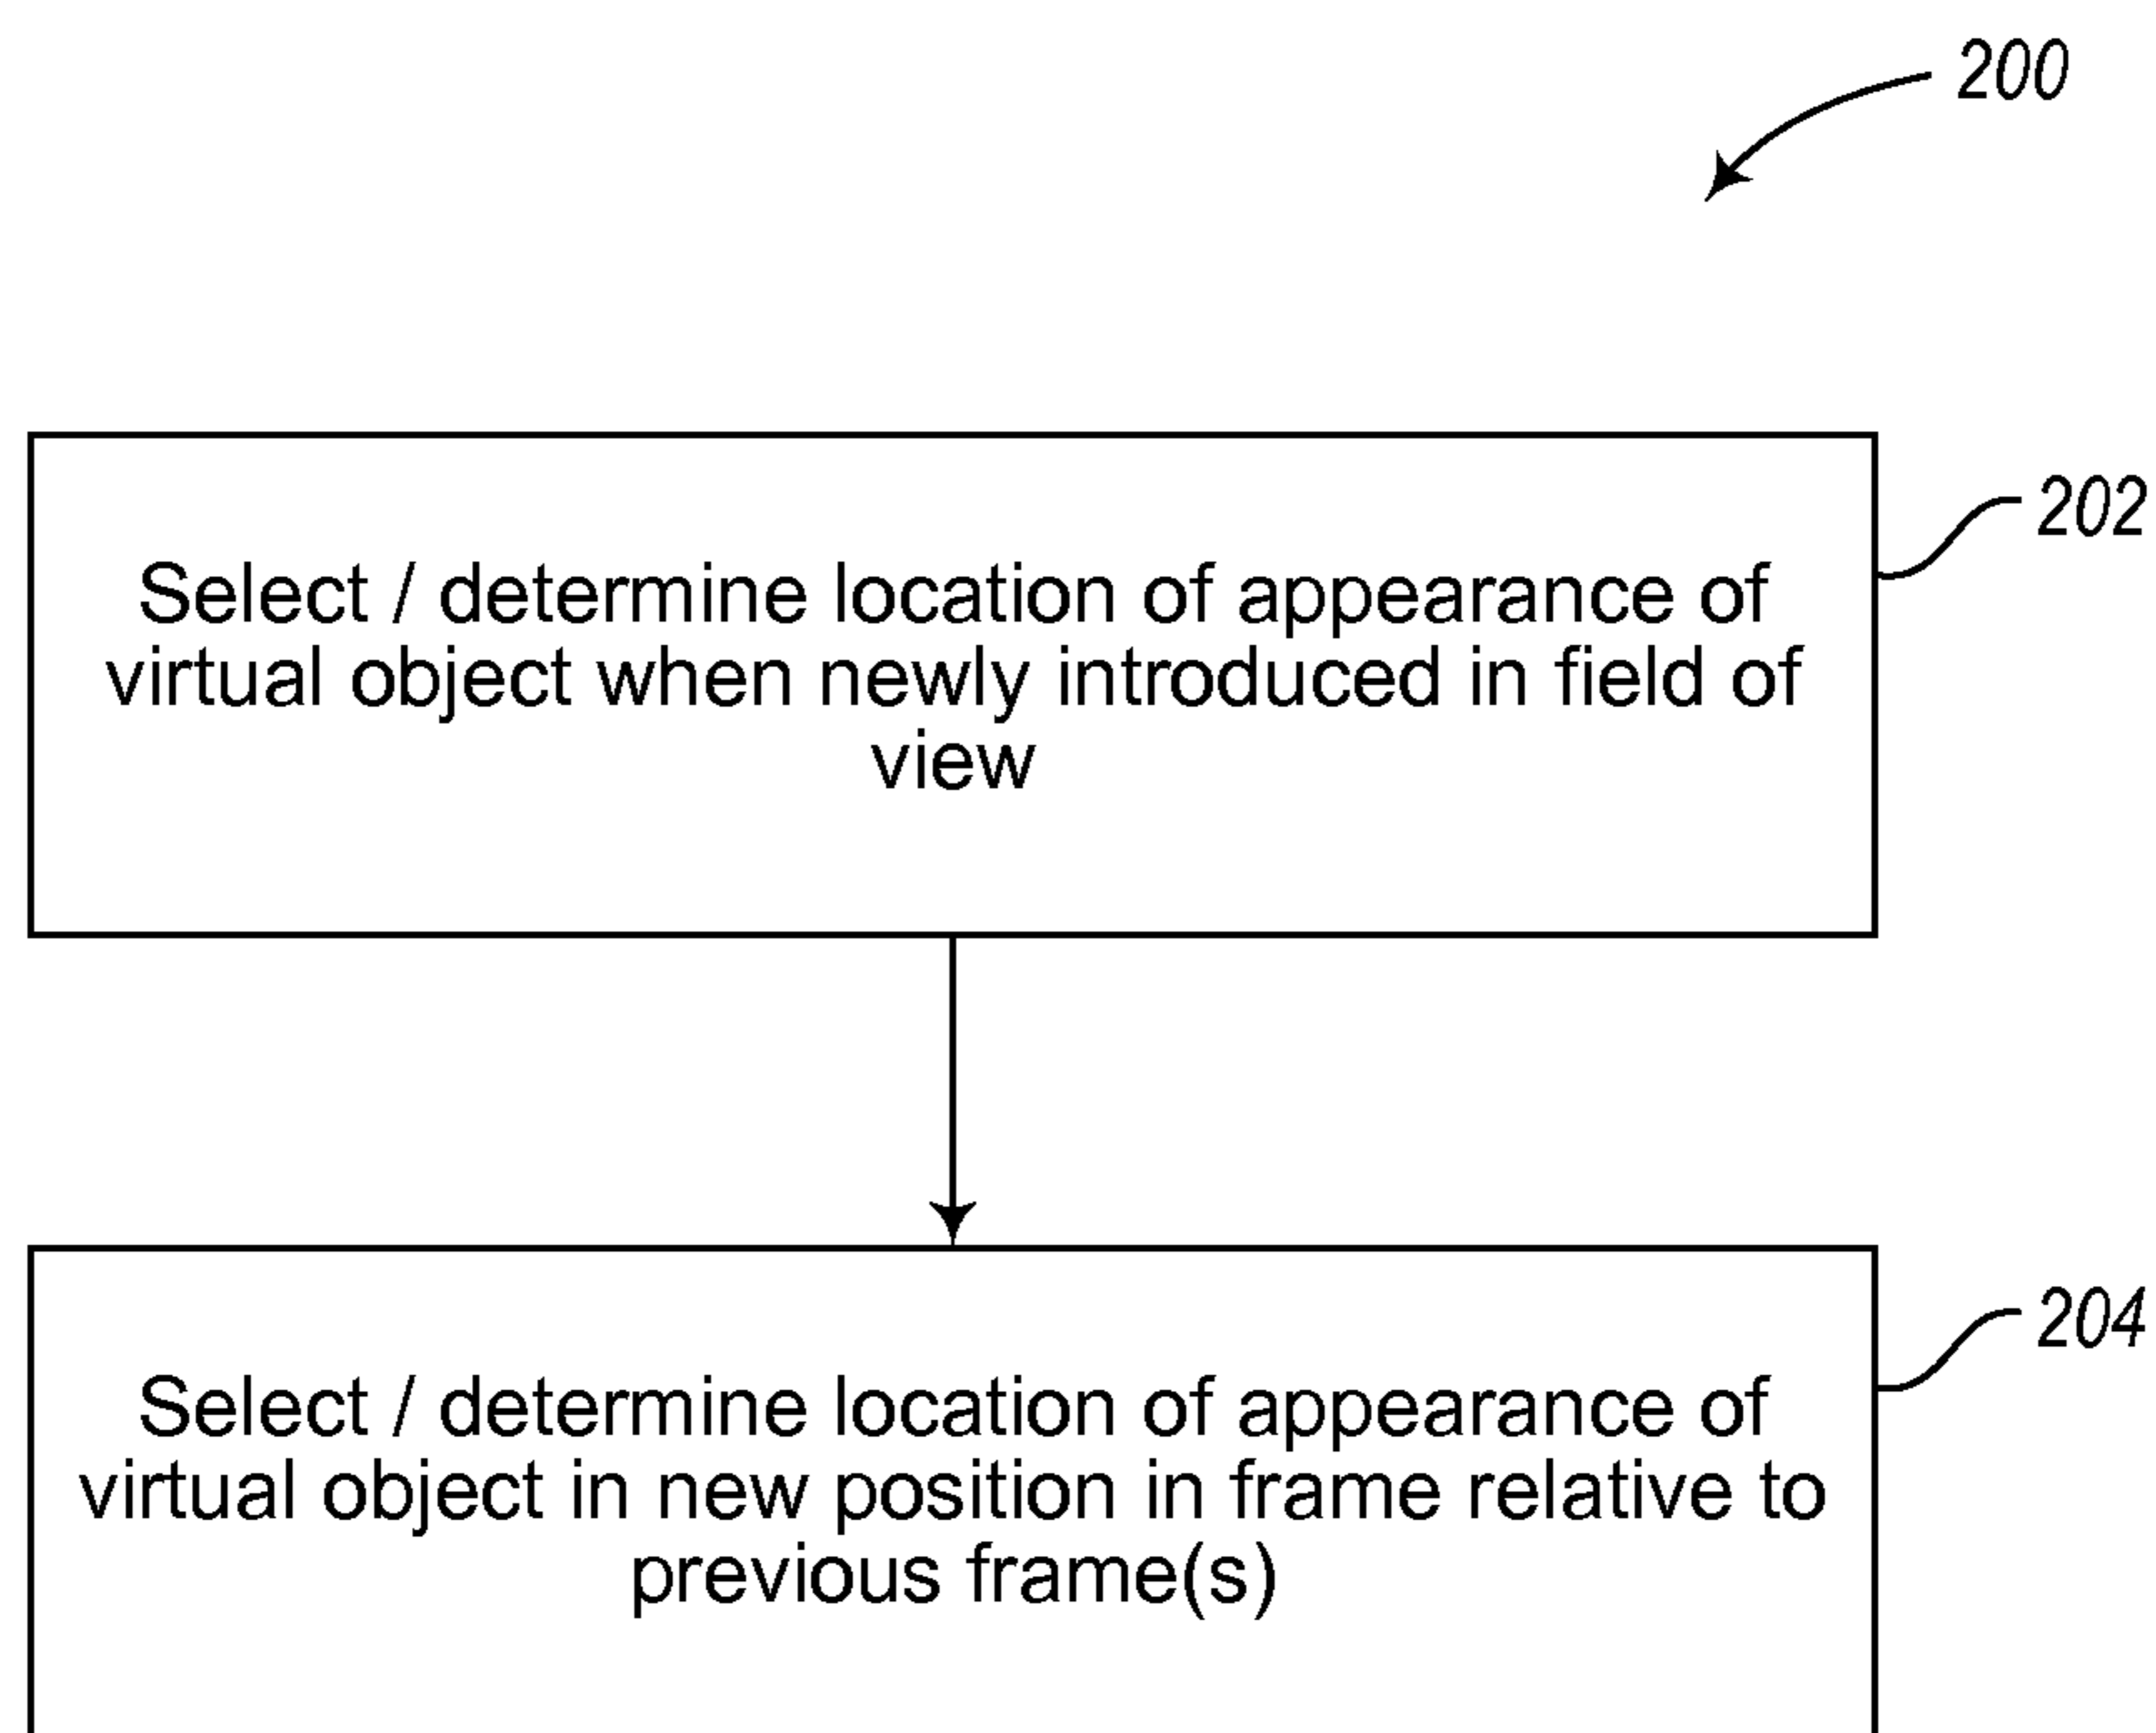 200
202
Select / determine location of appearance of
virtual object when newly introduced in field of
view
204
Select / determine location of appearance of
virtual object in new position in frame relative to
previous frame(s)